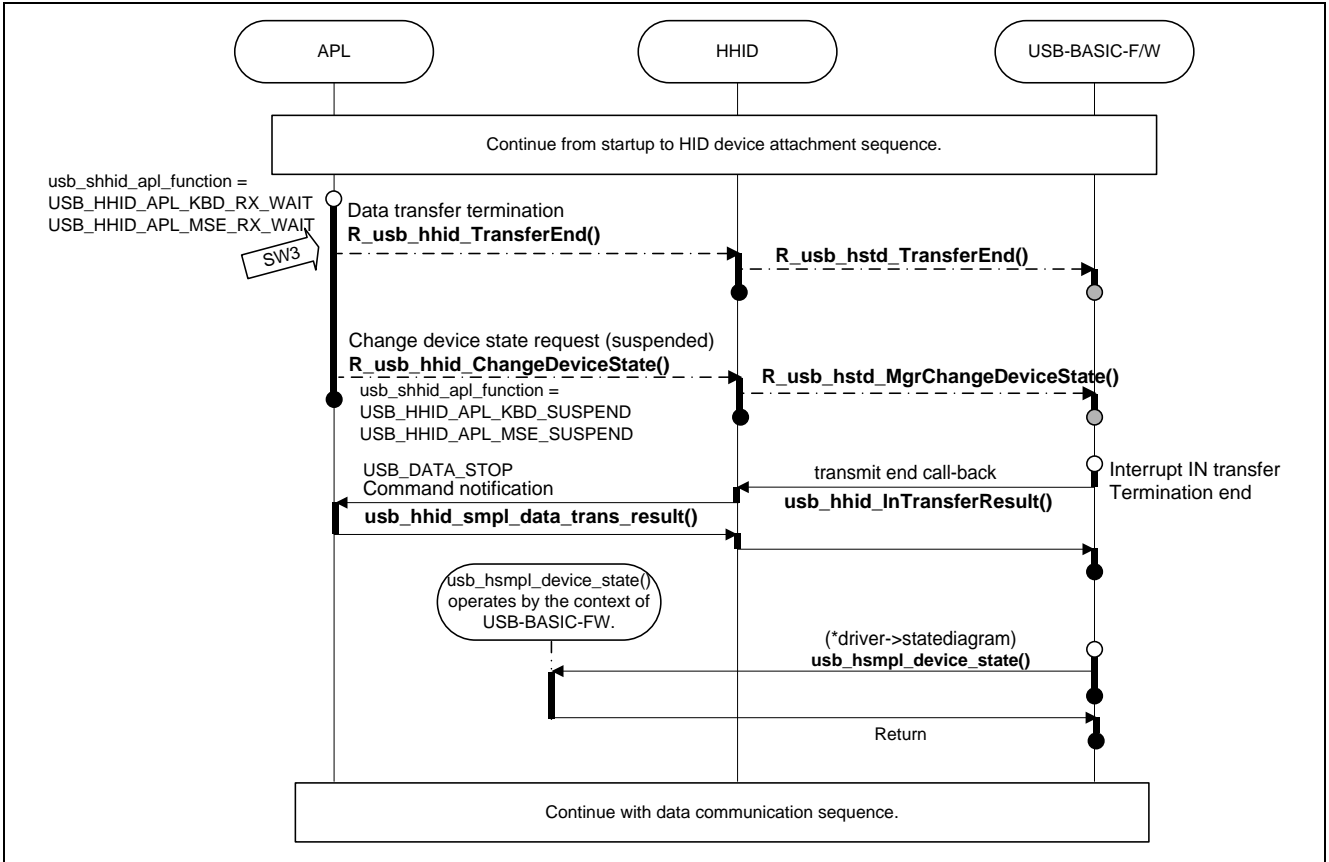 APL
HHID
USB-BASIC-F/W
Continue from startup to HID device attachment sequence.
usb_shhid_apl_function =
USB_HHID_APL_KBD_RX_WAIT
USB_HHID_APL_MSE_RX_WAIT
SW3
Data transfer termination
R_usb_hhid_TransferEnd()
R_usb_hstd_TransferEnd()
Change device state request (suspended)
R_usb_hhid_ChangeDeviceState()
R_usb_hstd_MgrChangeDeviceState()
usb_shhid_apl_function =
USB_HHID_APL_KBD_SUSPEND
USB_HHID_APL_MSE_SUSPEND
USB_DATA_STOP
Command notification
transmit end call-back
Interrupt IN transfer
Termination end
usb_hhid_InTransferResult()
usb_hhid_smpl_data_trans_result()
usb_hsmpl_device_state()
operates by the context of
USB-BASIC-FW.
(*driver->statediagram)
usb_hsmpl_device_state()
Return
Continue with data communication sequence.